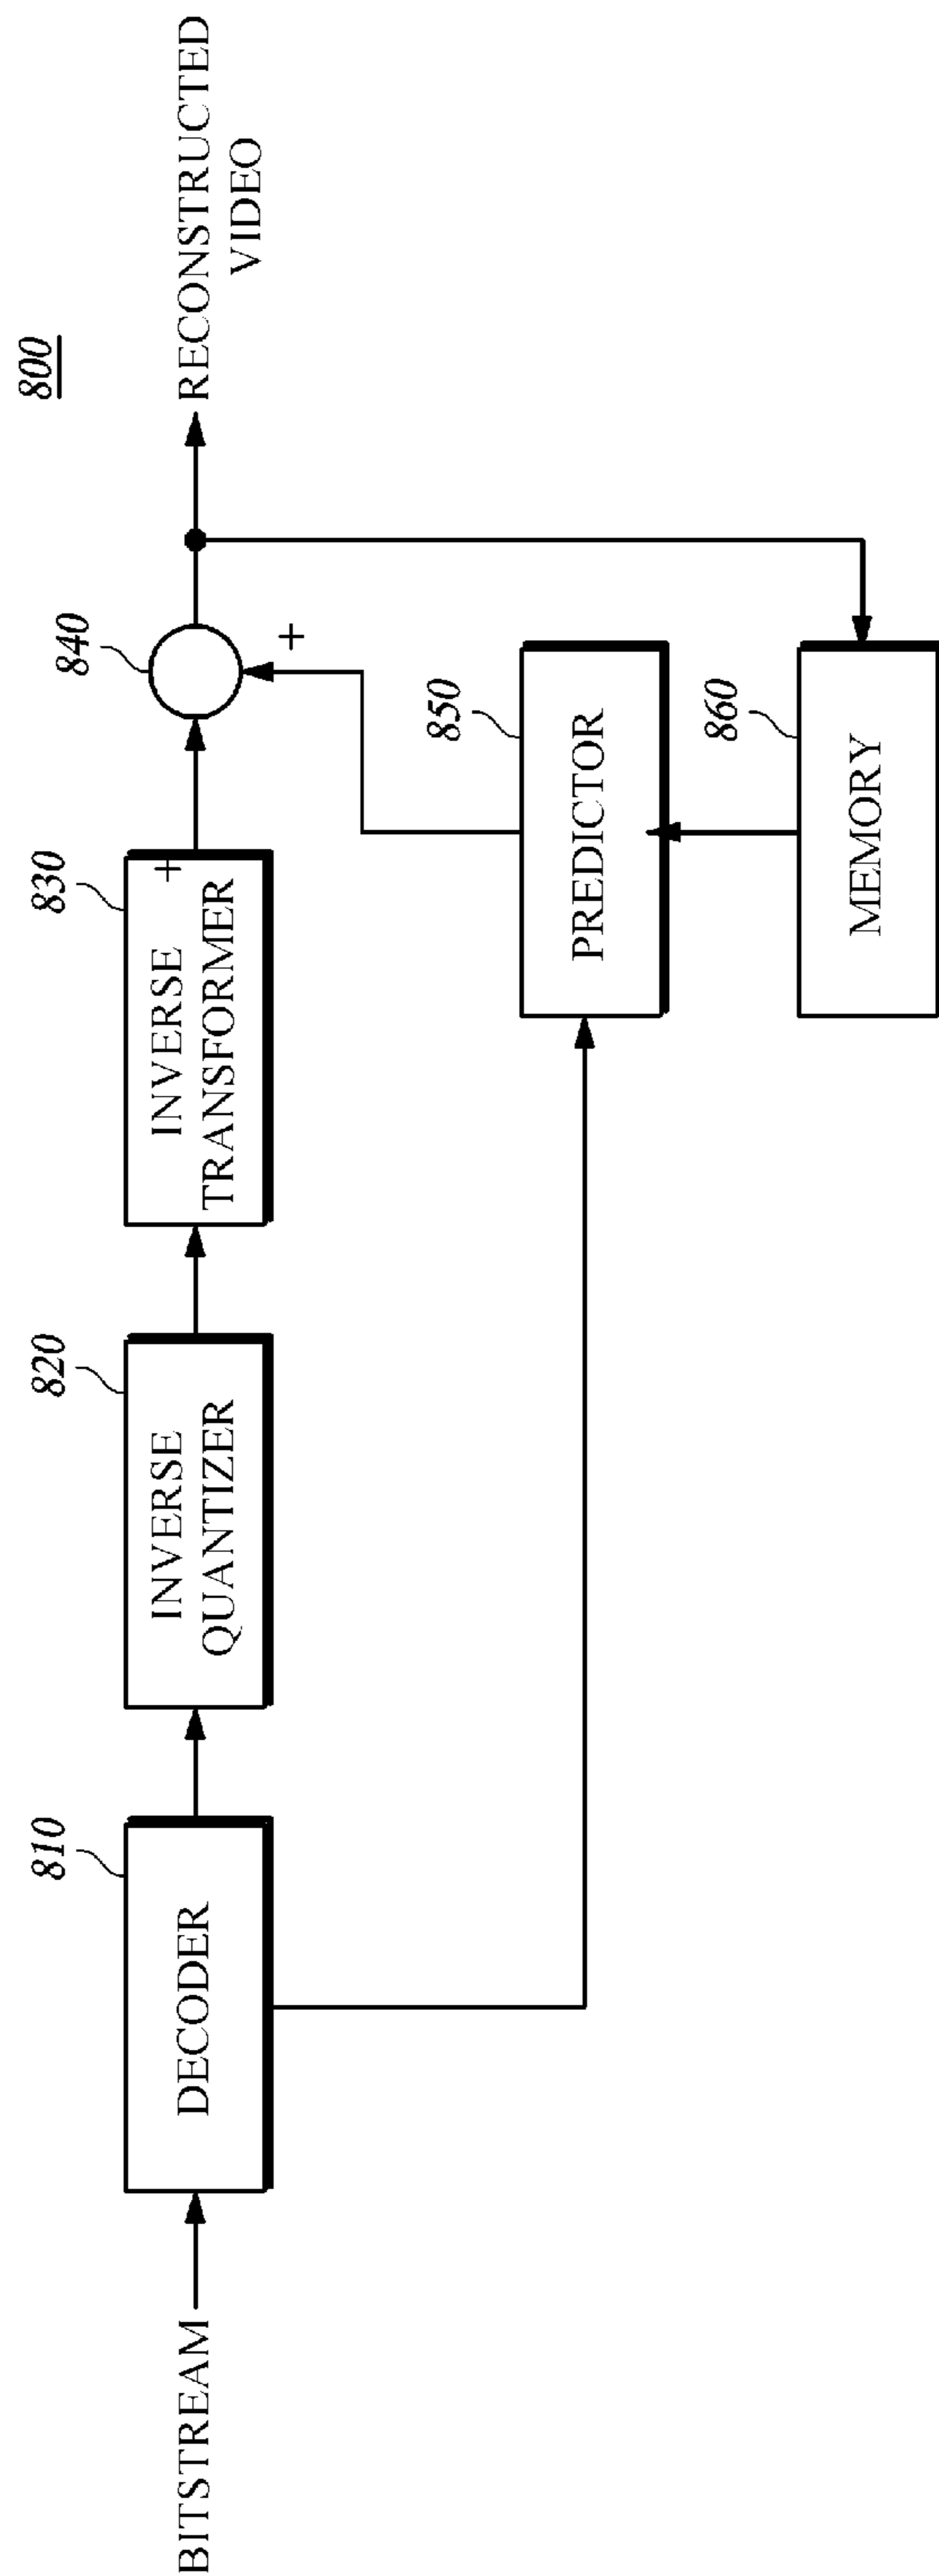 800
BITSTREAM
810
DECODER
820
INVERSE
QUANTIZER
830
+
INVERSE
TRANSFORMER
840
+
RECONSTRUCTED
VIDEO
850
PREDICTOR
860
MEMORY